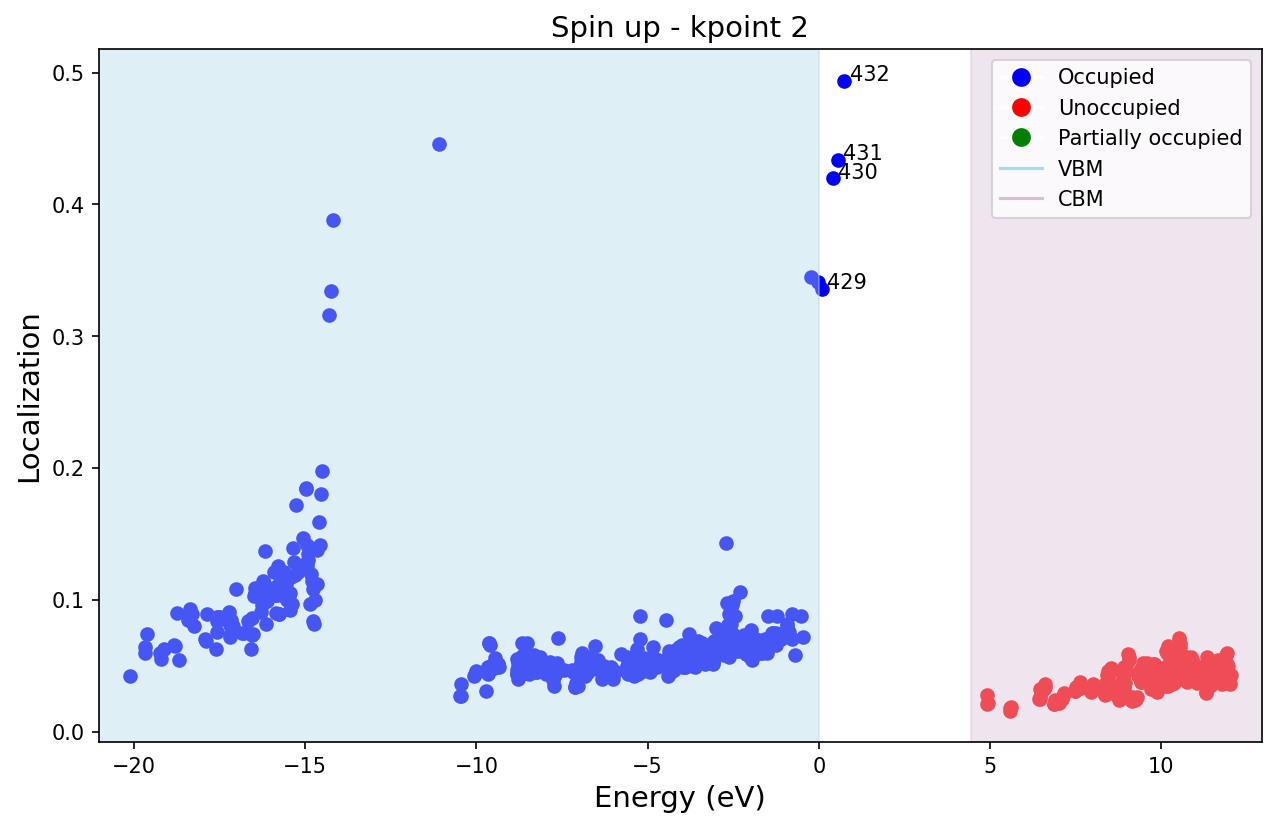 Spin up - kpoint 2
Localization
0.5
0.4
0.3
0.2
0.1
0.0
432
431
430
429
Occupied
Unoccupied
Partially occupied
VBM
CBM
−20
−15
−10
−5
0
5
10
Energy (eV)